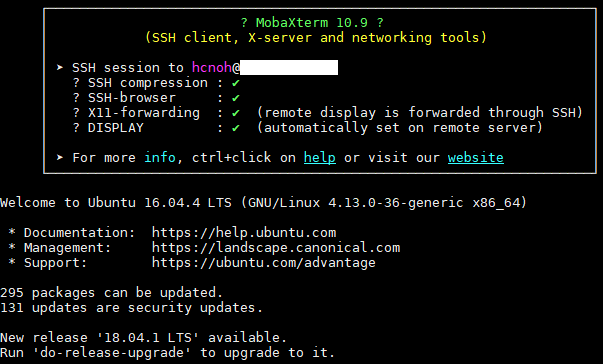 ? MobaXterm 10.9 ?
(SSH client, X-server and networking tools)
➤ SSH session to hcnoh@
? SSH compression : ✔
? SSH-browser : ✔
? X11-forwarding : ✔ (remote display is forwarded through SSH)
? DISPLAY : ✔ (automatically set on remote server)
➤ For more info, ctrl+click on help or visit our website
Welcome to Ubuntu 16.04.4 LTS (GNU/Linux 4.13.0-36-generic x86_64)
* Documentation: https://help.ubuntu.com
* Management: https://landscape.canonical.com
* Support: https://ubuntu.com/advantage
295 packages can be updated.
131 updates are security updates.
New release '18.04.1 LTS' available.
Run 'do-release-upgrade' to upgrade to it.